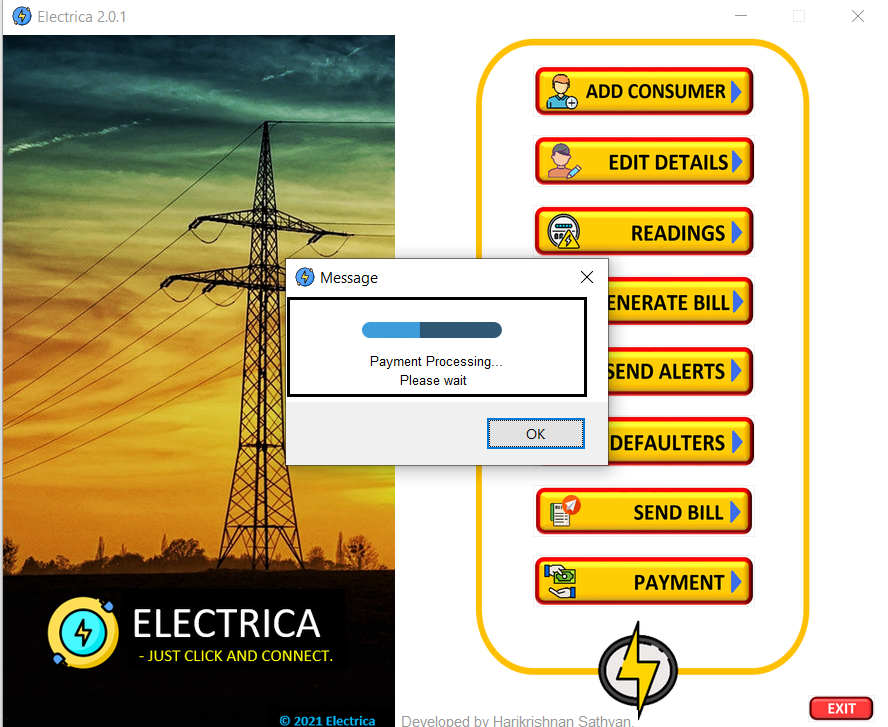 Electrica 2.0.1
ADD CONSUMER
EDIT DETAILS
READINGS
ENERATE BILL
SEND ALERTS
DEFAULTERS
SEND BILL
PAYMENT
Message
Payment Processing...
Please wait
OK
ELECTRICA
- JUST CLICK AND CONNECT.
© 2021 Electrica
Developed by Harikrishnan Sathyan.
EXIT